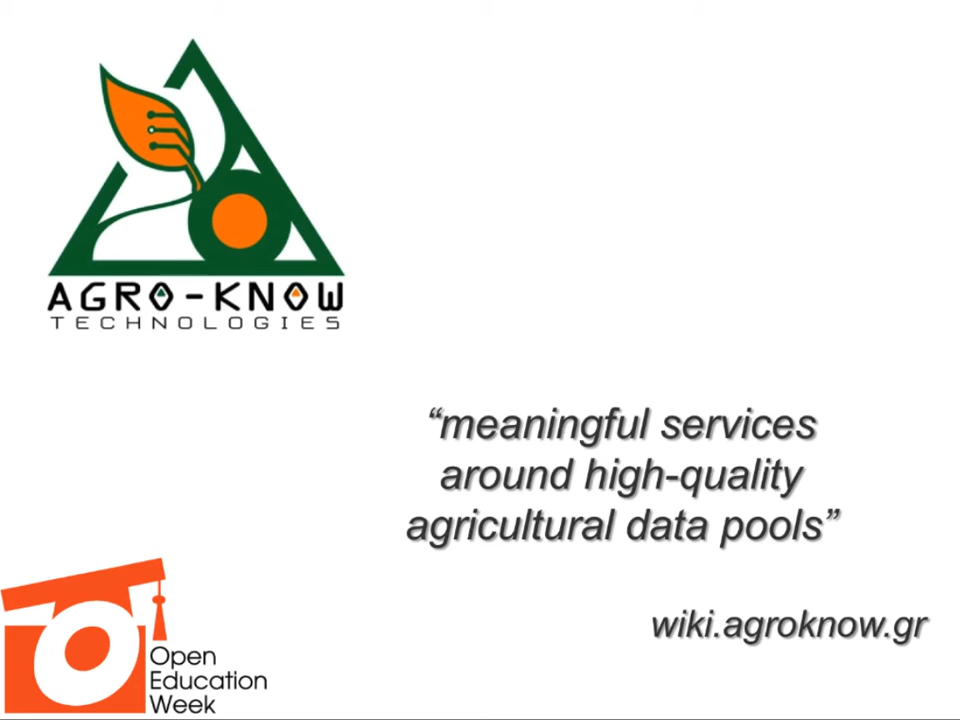 AGRO-KNOW
TECHNOLOGIES
“meaningful services
around high-quality
agricultural data pools”
wiki.agroknow.gr
Open
Education
Week